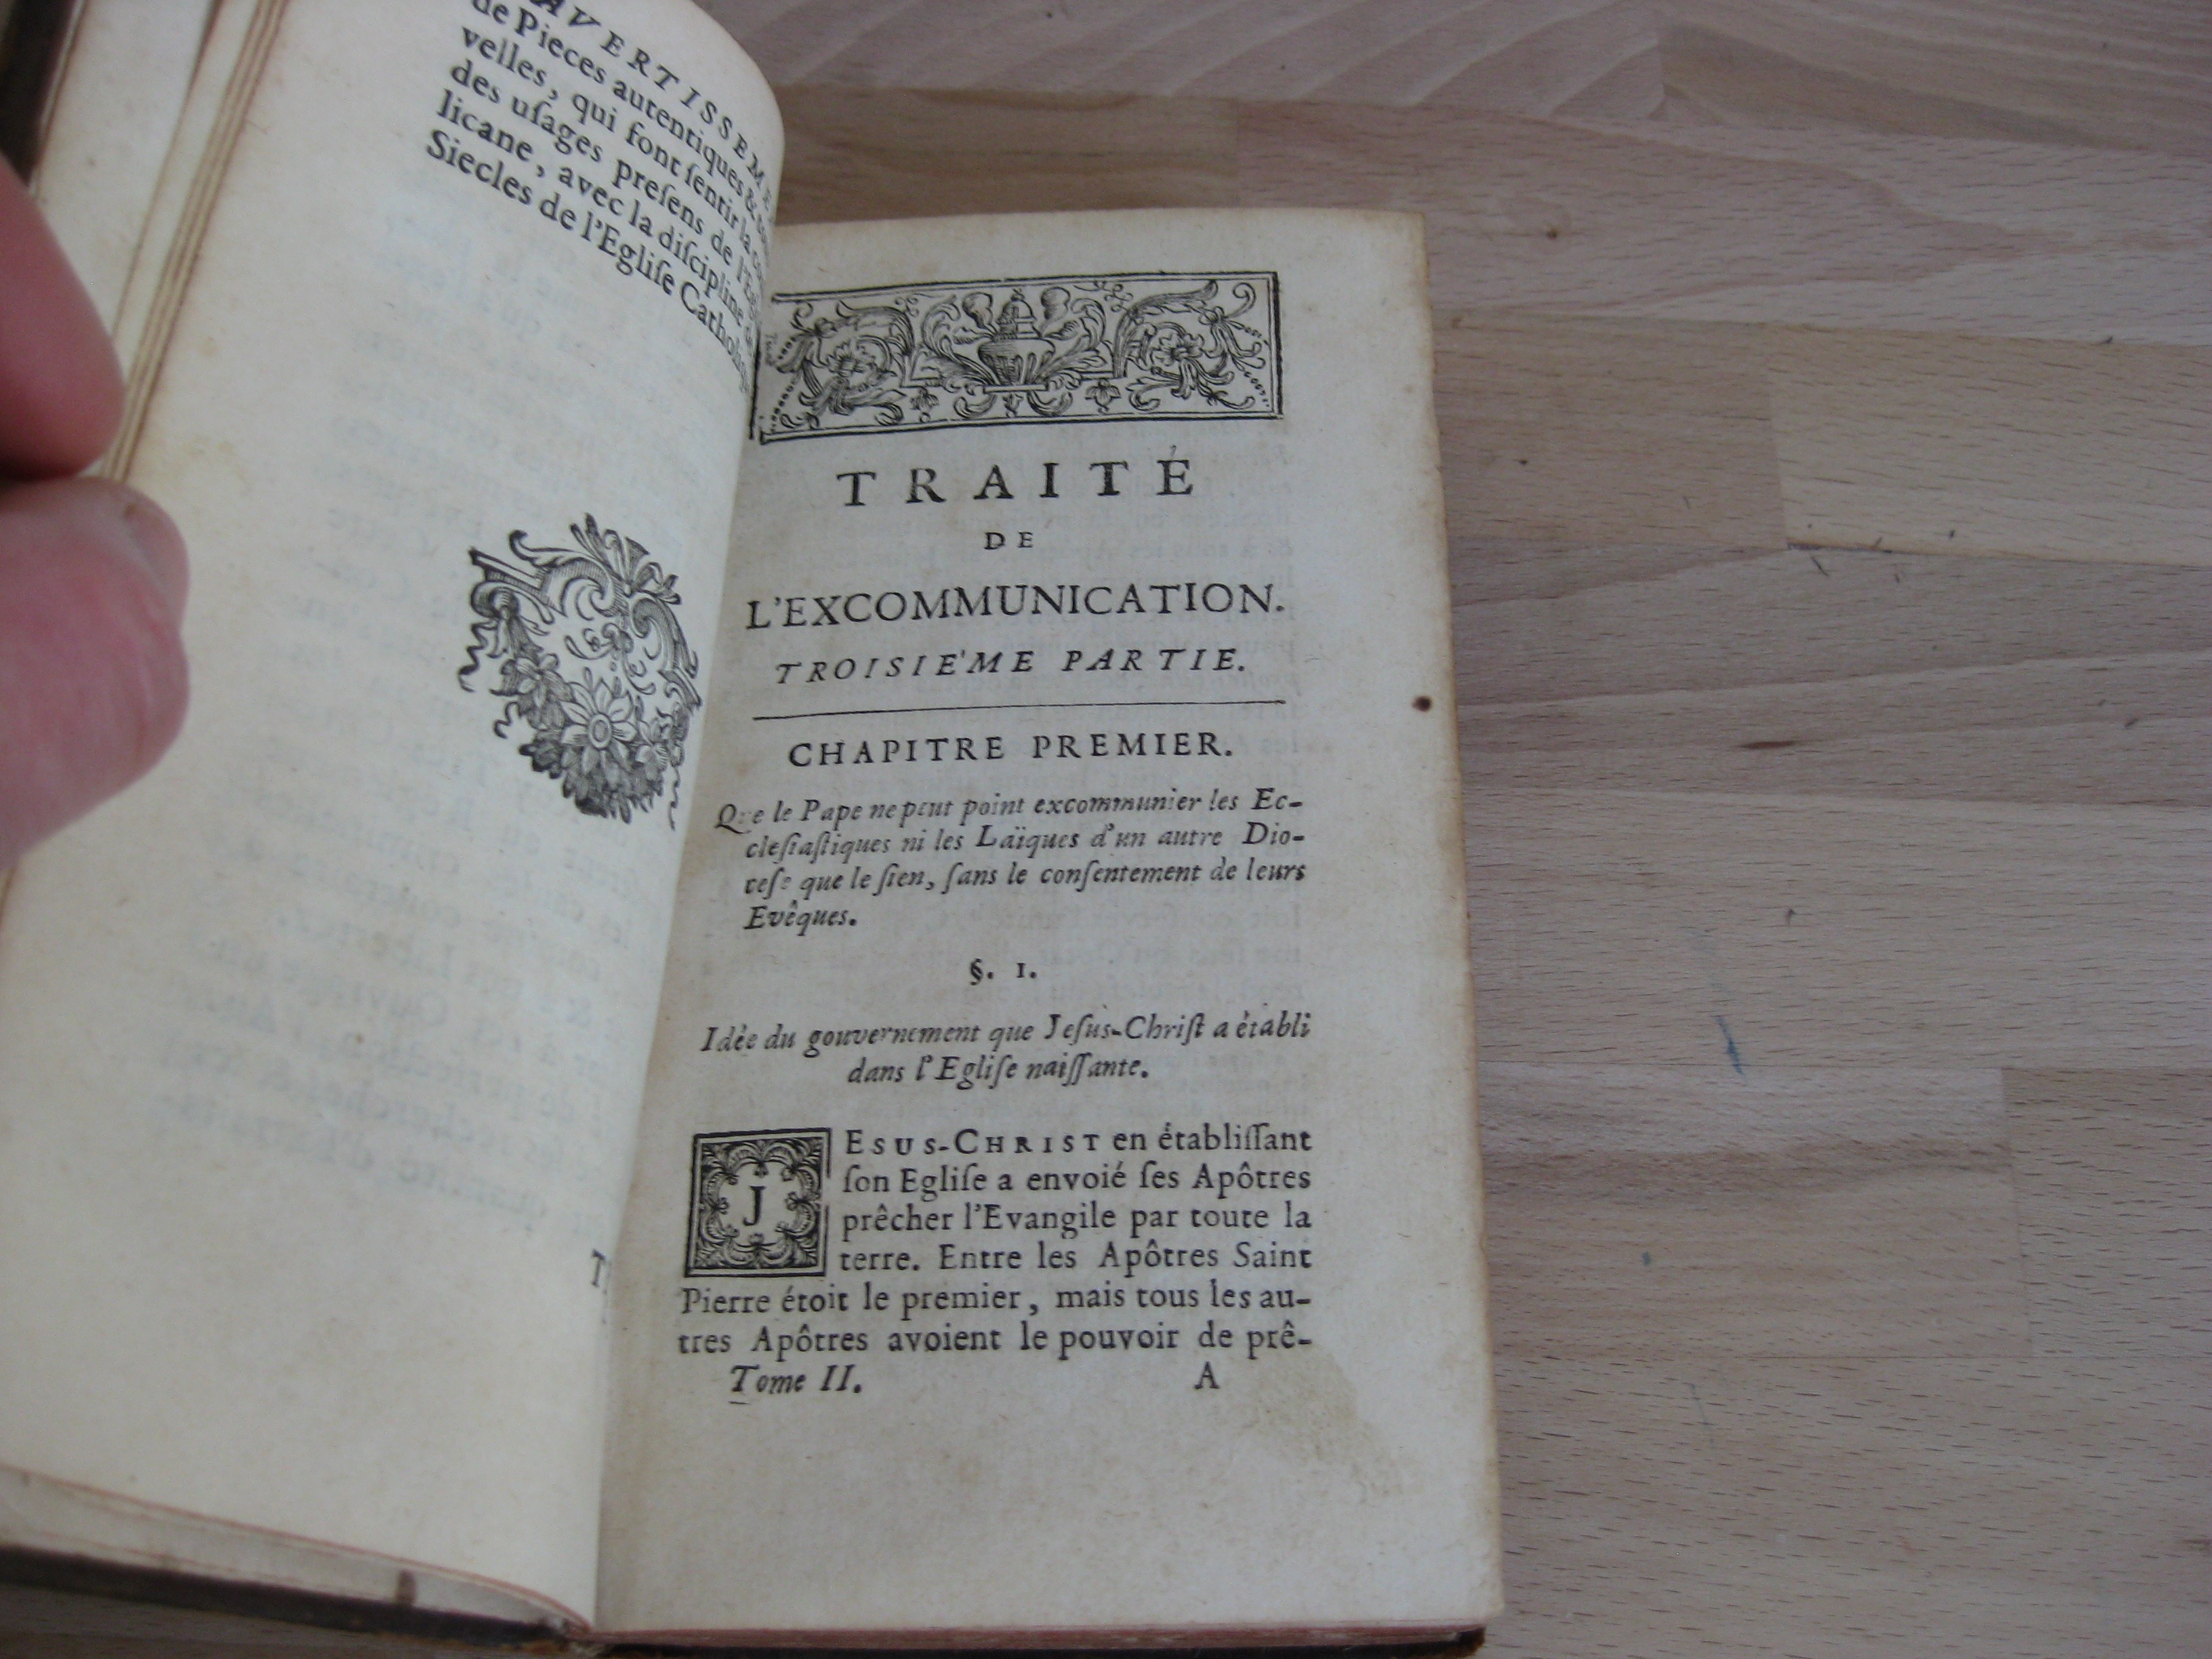 AVERTISSEME
de Pieces autentiques &
velles, qui font sentir la
des uſages preſens de
licane, avec la diſcipline
Siecles de l'Egliſe Catholique
TRAITÉ
DE
L'EXCOMMUNICATION.
TROISIE'ME PARTIE.
CHAPITRE PREMIER.
Que le Pape ne peut point excommunier les Ec-
cleſiaſtiques ni les Laïques d'un autre Dio-
ceſe que le ſien, ſans le conſentement de leurs
Evêques.
§. 1.
Idée du gouvernement que Jeſus-Chriſt a établi
dans l'Egliſe naiſſante.
JESUS-CHRIST en établiſſant
ſon Egliſe a envoié ſes Apôtres
prêcher l'Evangile par toute la
terre. Entre les Apôtres Saint
Pierre étoit le premier, mais tous les au-
tres Apôtres avoient le pouvoir de prê-
Tome II. A